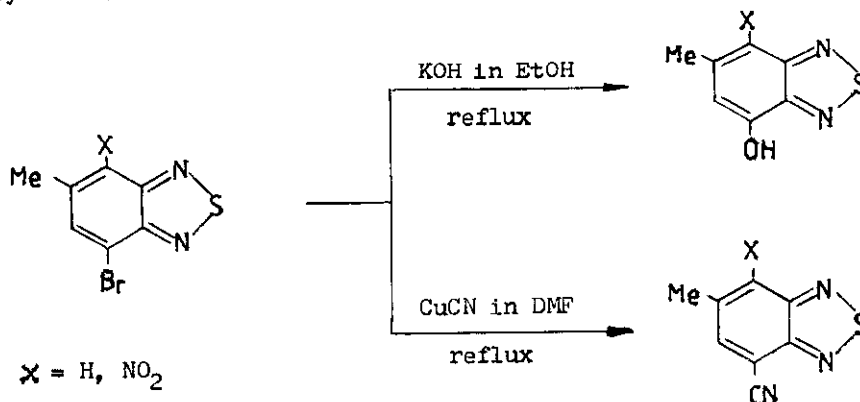 X
Me
N
S
N
Br
X = H, NO2
KOH in EtOH
reflux
X
Me
N
S
N
OH
CuCN in DMF
reflux
X
Me
N
S
N
CN